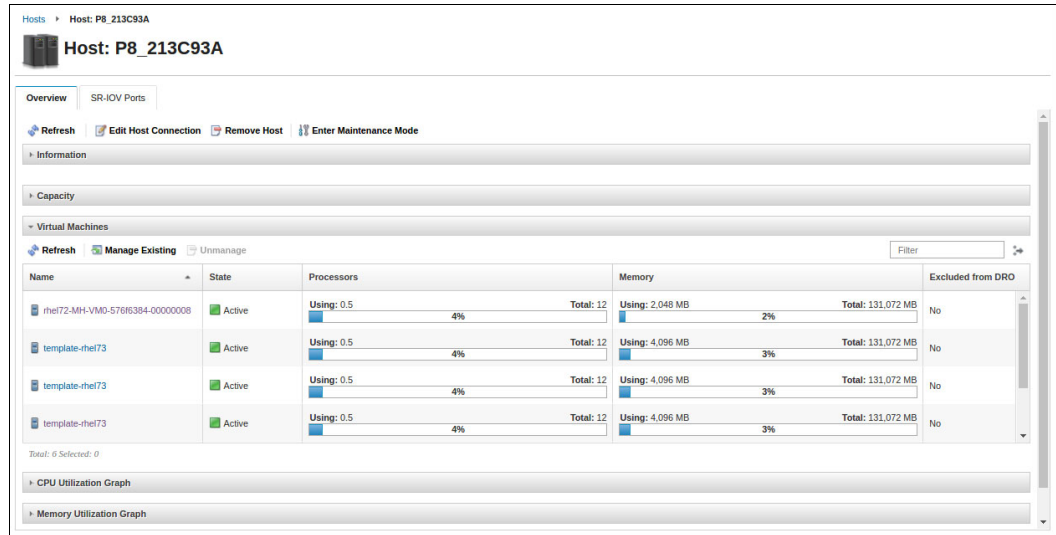 Hosts Host: P8_213C93A
Host: P8_213C93A
Overview SR-IOV Ports
Refresh Edit Host Connection Remove Host Enter Maintenance Mode
Information
Capacity
Virtual Machines
Refresh Manage Existing Unmanage Filter
Name State Processors Memory Excluded from DRO
rhel72-MH-VM0-576f6384-00000008 Active Using: 0.5 Total: 12 4% Using: 2,048 MB Total: 131,072 MB 2% No
template-rhel73 Active Using: 0.5 Total: 12 4% Using: 4,096 MB Total: 131,072 MB 3% No
template-rhel73 Active Using: 0.5 Total: 12 4% Using: 4,096 MB Total: 131,072 MB 3% No
template-rhel73 Active Using: 0.5 Total: 12 4% Using: 4,096 MB Total: 131,072 MB 3% No
Total: 6 Selected: 0
CPU Utilization Graph
Memory Utilization Graph